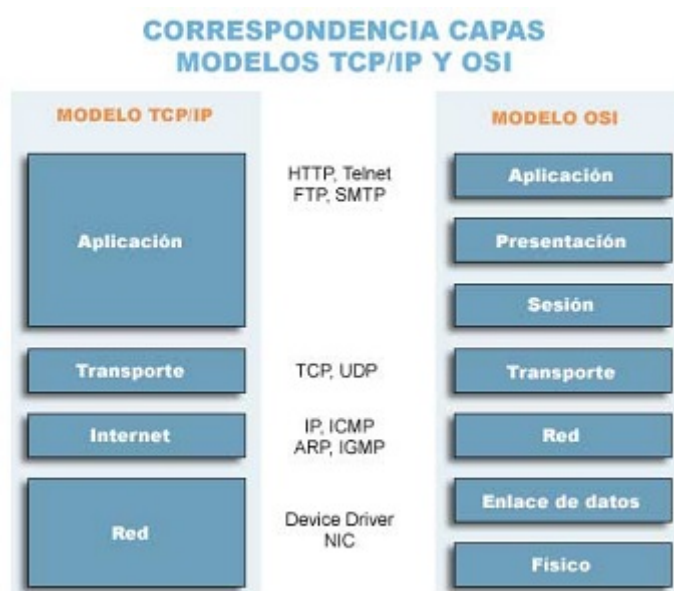 CORRESPONDENCIA CAPAS
MODELOS TCP/IP Y OSI
MODELO TCP/IP
Aplicación
Transporte
Internet
Red
HTTP, Telnet
FTP, SMTP
TCP, UDP
IP, ICMP
ARP, IGMP
Device Driver
NIC
MODELO OSI
Aplicación
Presentación
Sesión
Transporte
Red
Enlace de datos
Físico